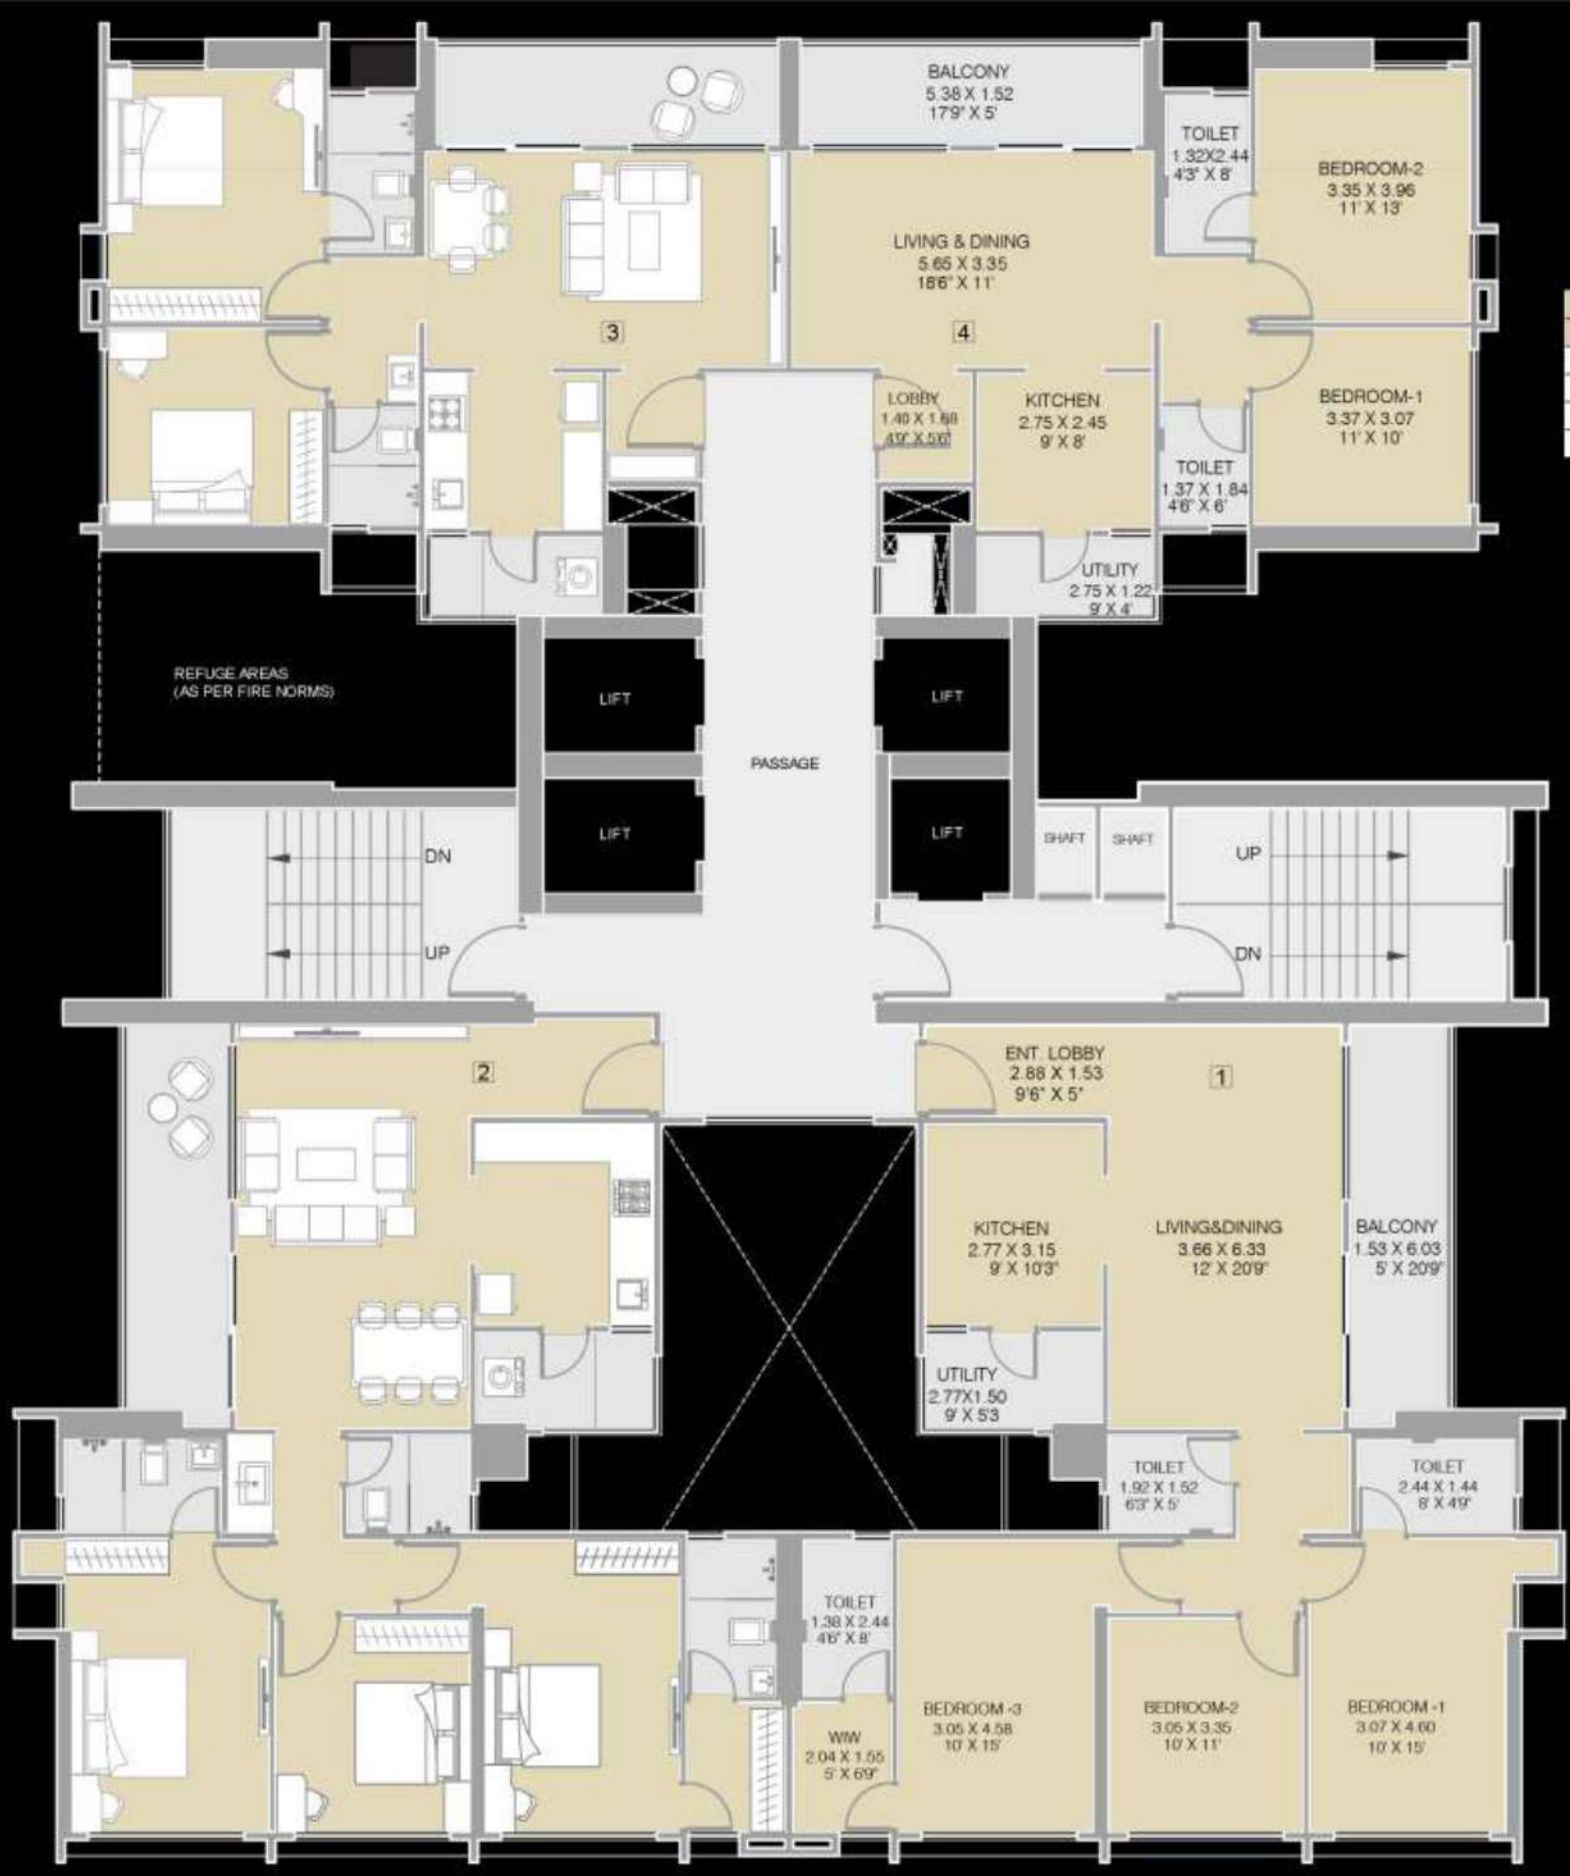 BALCONY
5.38 X 1.52
17'9" X 5'
TOILET
1.32X2.44
4'3" X 8'
BEDROOM-2
3.35 X 3.96
11' X 13'
LIVING & DINING
5.65 X 3.35
18'6" X 11'
3
4
LOBBY
1.40 X 1.68
4'9" X 5'6"
KITCHEN
2.75 X 2.45
9' X 8'
BEDROOM-1
3.37 X 3.07
11' X 10'
TOILET
1.37 X 1.84
4'6" X 6'
UTILITY
2.75 X 1.22
9' X 4'
REFUGE AREAS
(AS PER FIRE NORMS)
LIFT
LIFT
PASSAGE
LIFT
LIFT
SHAFT
SHAFT
DN
UP
UP
DN
2
ENT. LOBBY
2.88 X 1.53
9'6" X 5"
1
KITCHEN
2.77 X 3.15
9' X 10'3"
LIVING&DINING
3.66 X 6.33
12' X 20'9"
BALCONY
1.53 X 6.03
5' X 20'9"
UTILITY
2.77X1.50
9' X 5'3
TOILET
1.92 X 1.52
6'3" X 5'
TOILET
2.44 X 1.44
8' X 4'9"
TOILET
1.38 X 2.44
4'6" X 8'
WIW
2.04 X 1.55
5' X 6'9"
BEDROOM -3
3.05 X 4.58
10' X 15'
BEDROOM-2
3.05 X 3.35
10' X 11'
BEDROOM -1
3.07 X 4.60
10' X 15'